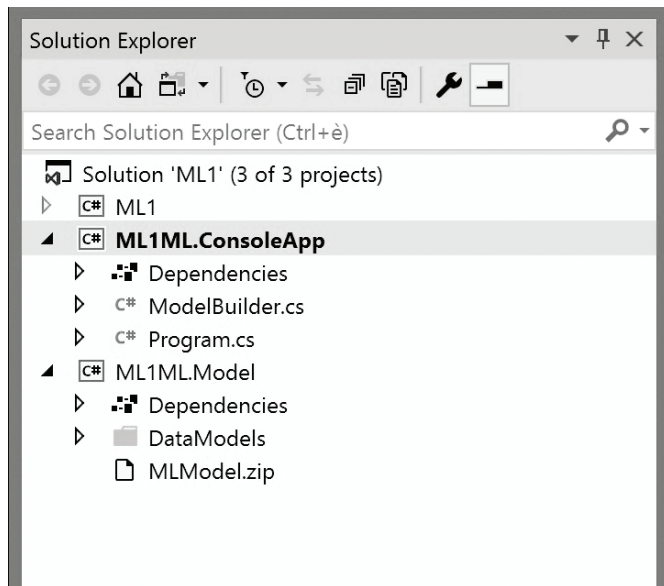 Solution Explorer
Search Solution Explorer (Ctrl+è)
Solution 'ML1' (3 of 3 projects)
C# ML1
C# ML1ML.ConsoleApp
Dependencies
C# ModelBuilder.cs
C# Program.cs
C# ML1ML.Model
Dependencies
DataModels
MLModel.zip